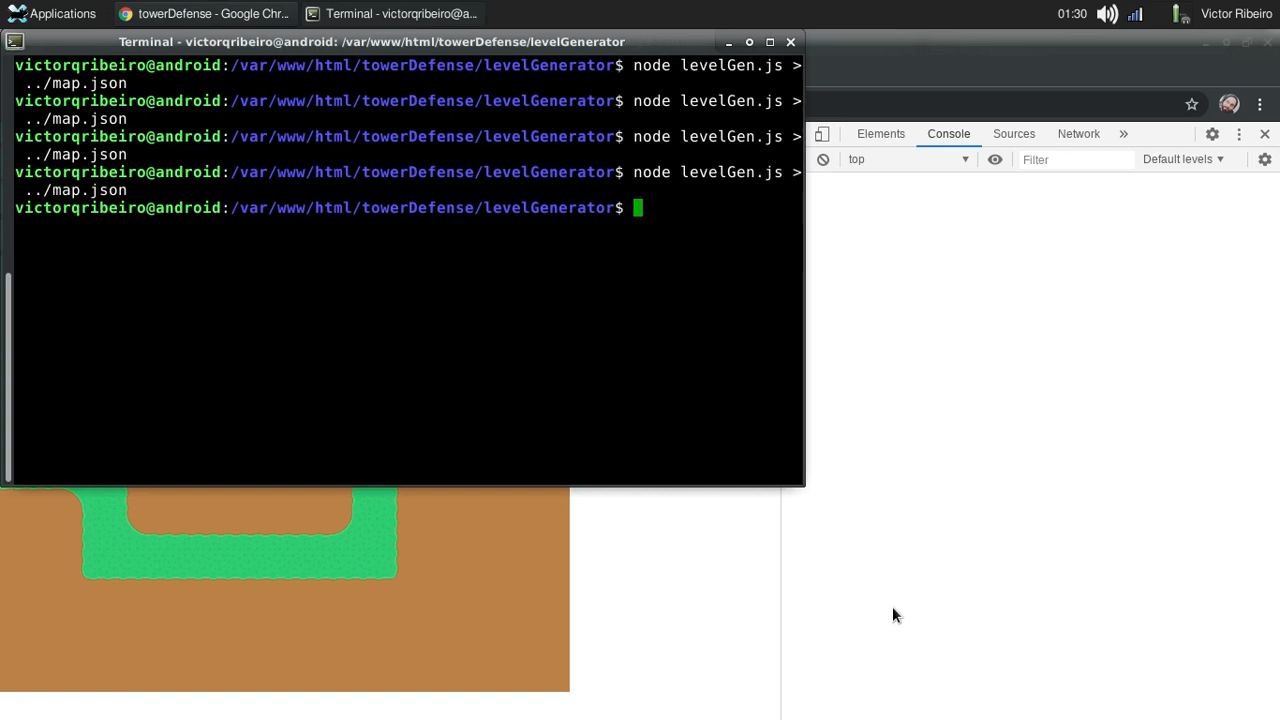 Applications towerDefense - Google Chr... Terminal - victorqribeiro@a... 01:30 Victor Ribeiro
Terminal - victorqribeiro@android: /var/www/html/towerDefense/levelGenerator
victorqribeiro@android:/var/www/html/towerDefense/levelGenerator$ node levelGen.js >
../map.json
victorqribeiro@android:/var/www/html/towerDefense/levelGenerator$ node levelGen.js >
../map.json
victorqribeiro@android:/var/www/html/towerDefense/levelGenerator$ node levelGen.js >
../map.json
victorqribeiro@android:/var/www/html/towerDefense/levelGenerator$ node levelGen.js >
../map.json
victorqribeiro@android:/var/www/html/towerDefense/levelGenerator$
Elements Console Sources Network »
top Filter Default levels